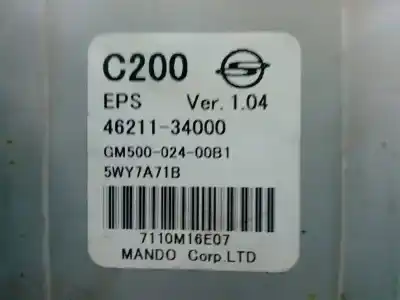 C200
EPS Ver. 1.04
46211-34000
GM500-024-00B1
5WY7A71B
7110M16E07
MANDO Corp.LTD